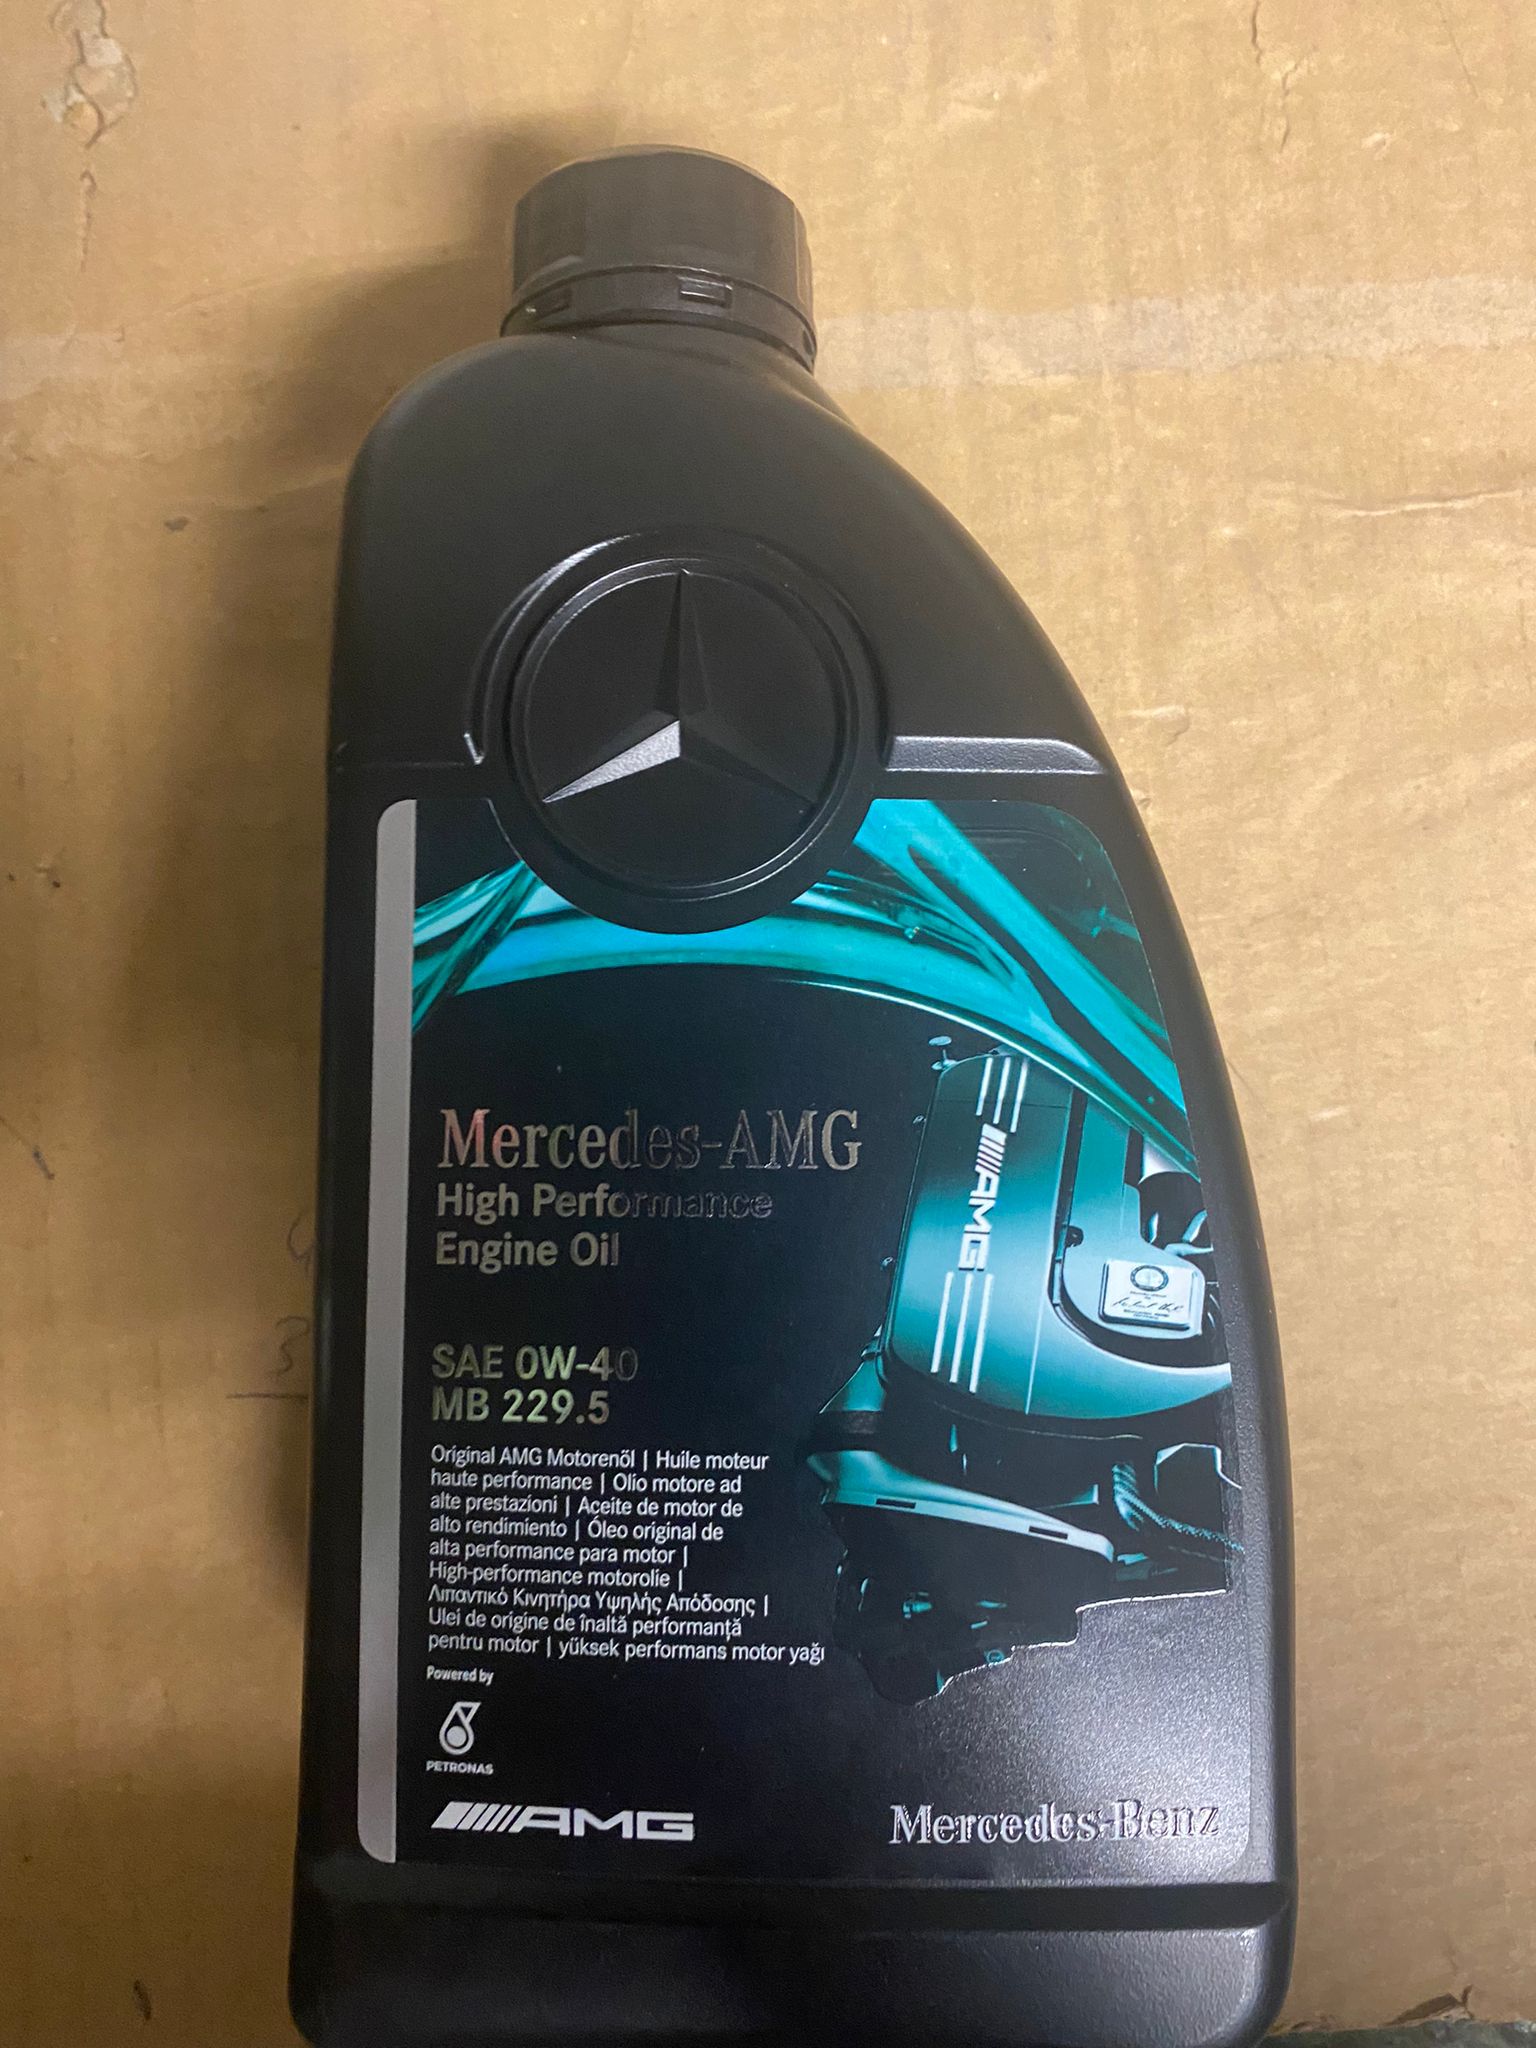 Mercedes-AMG
High Performance
Engine Oil
SAE 0W-40
MB 229.5
Original AMG Motorenöl | Huile moteur
haute performance | Olio motore ad
alte prestazioni | Aceite de motor de
alto rendimiento | Óleo original de
alta performance para motor |
High-performance motorolie |
Λιπαντικό Κινητήρα Υψηλής Απόδοσης |
Ulei de origine de înaltă performanță
pentru motor | yüksek performans motor yağı
Powered by
PETRONAS
AMG
Mercedes-Benz
AMG